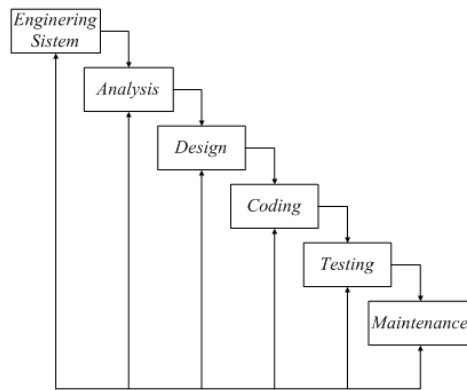 Enginering
Sistem
Analysis
Design
Coding
Testing
Maintenance